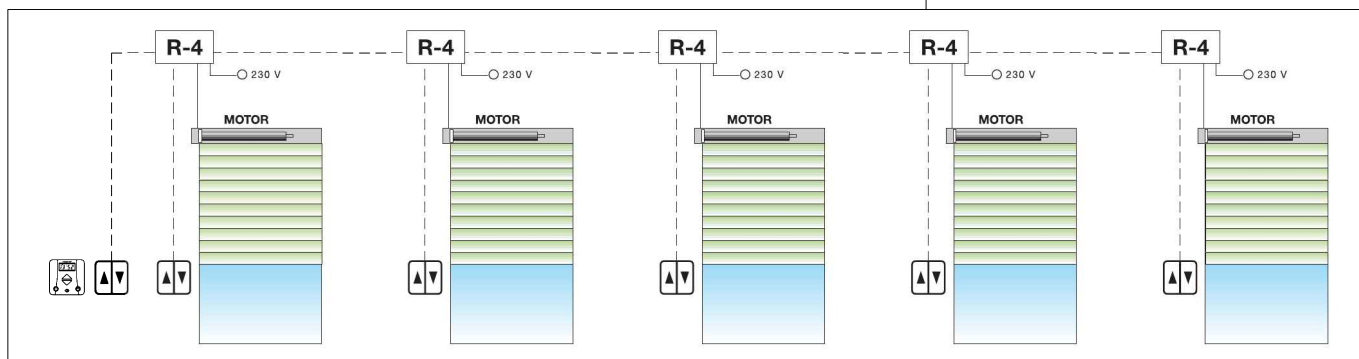 R-4 R-4 R-4 R-4 R-4
230 V 230 V 230 V 230 V 230 V
MOTOR MOTOR MOTOR MOTOR MOTOR